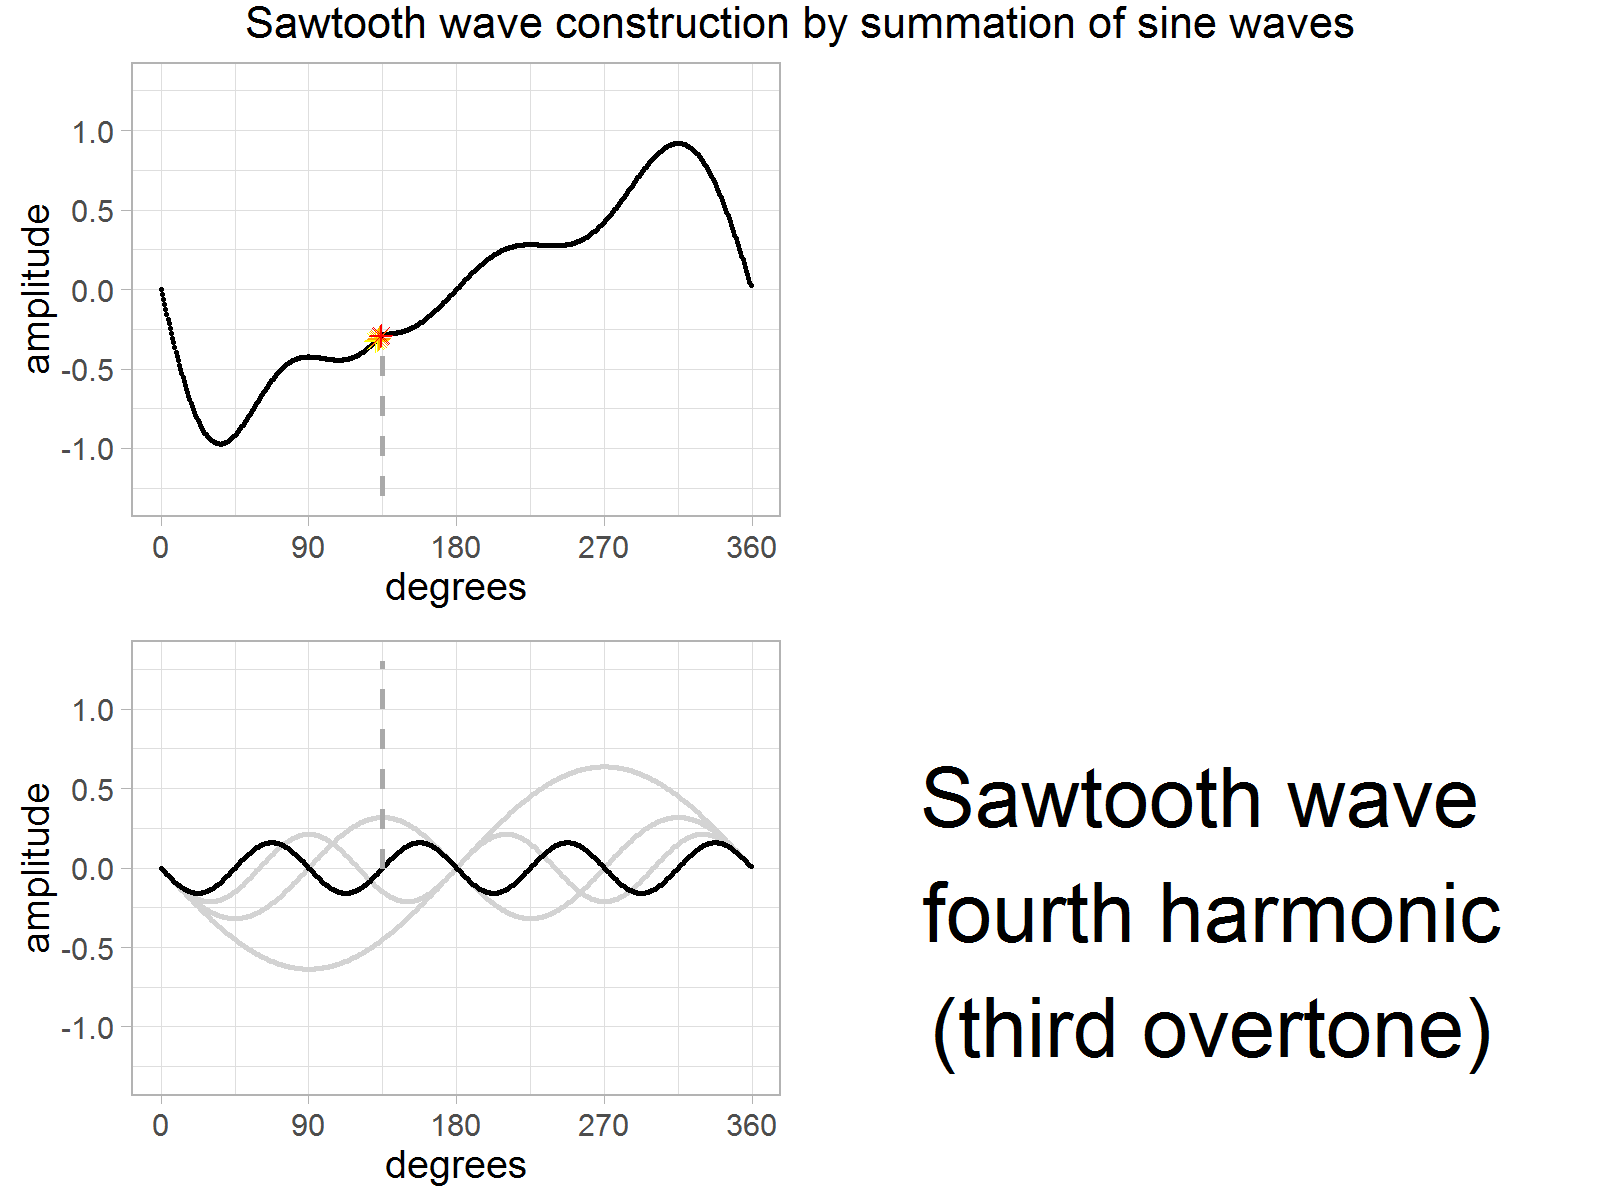 Sawtooth wave construction by summation of sine waves
amplitude
1.0
0.5
0.0
-0.5
-1.0
0 90 180 270 360
degrees
amplitude
1.0
0.5
0.0
-0.5
-1.0
0 90 180 270 360
degrees
Sawtooth wave
fourth harmonic
(third overtone)